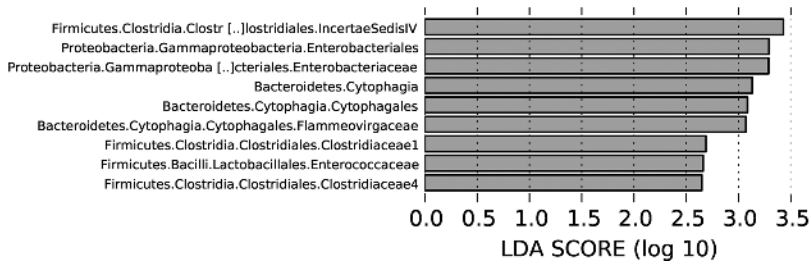 Firmicutes.Clostridia.Clostr [..]lostridiales.IncertaeSedisIV
Proteobacteria.Gammaproteobacteria.Enterobacteriales
Proteobacteria.Gammaproteoba [..]cteriales.Enterobacteriaceae
Bacteroidetes.Cytophagia
Bacteroidetes.Cytophagia.Cytophagales
Bacteroidetes.Cytophagia.Cytophagales.Flammeovirgaceae
Firmicutes.Clostridia.Clostridiales.Clostridiaceae1
Firmicutes.Bacilli.Lactobacillales.Enterococcaceae
Firmicutes.Clostridia.Clostridiales.Clostridiaceae4
0.0 0.5 1.0 1.5 2.0 2.5 3.0 3.5
LDA SCORE (log 10)